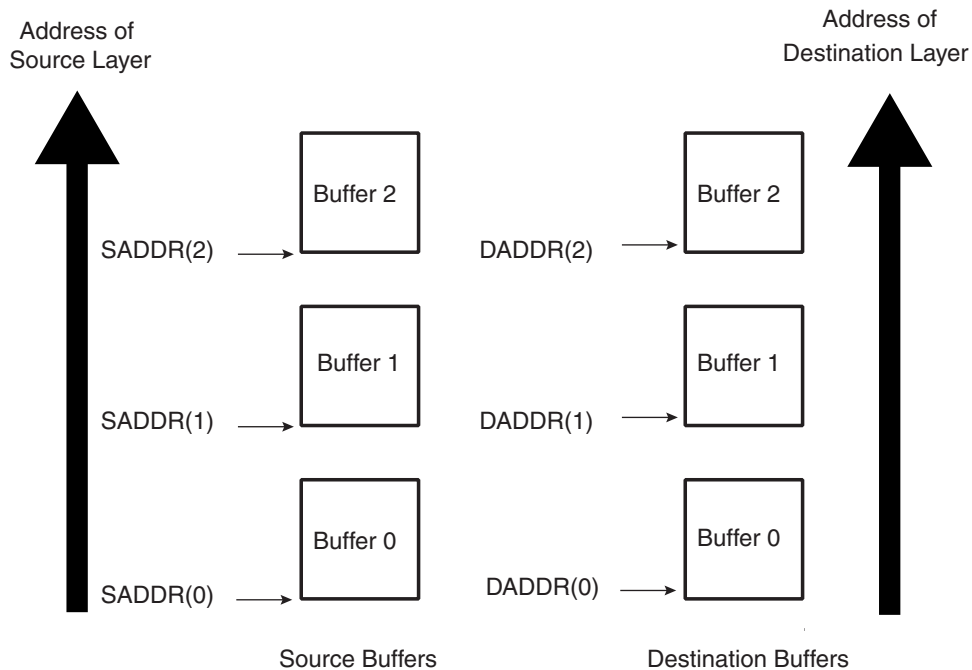 Address of
Source Layer
Address of
Destination Layer
Buffer 2
Buffer 2
SADDR(2)
DADDR(2)
Buffer 1
Buffer 1
SADDR(1)
DADDR(1)
Buffer 0
Buffer 0
SADDR(0)
DADDR(0)
Source Buffers
Destination Buffers